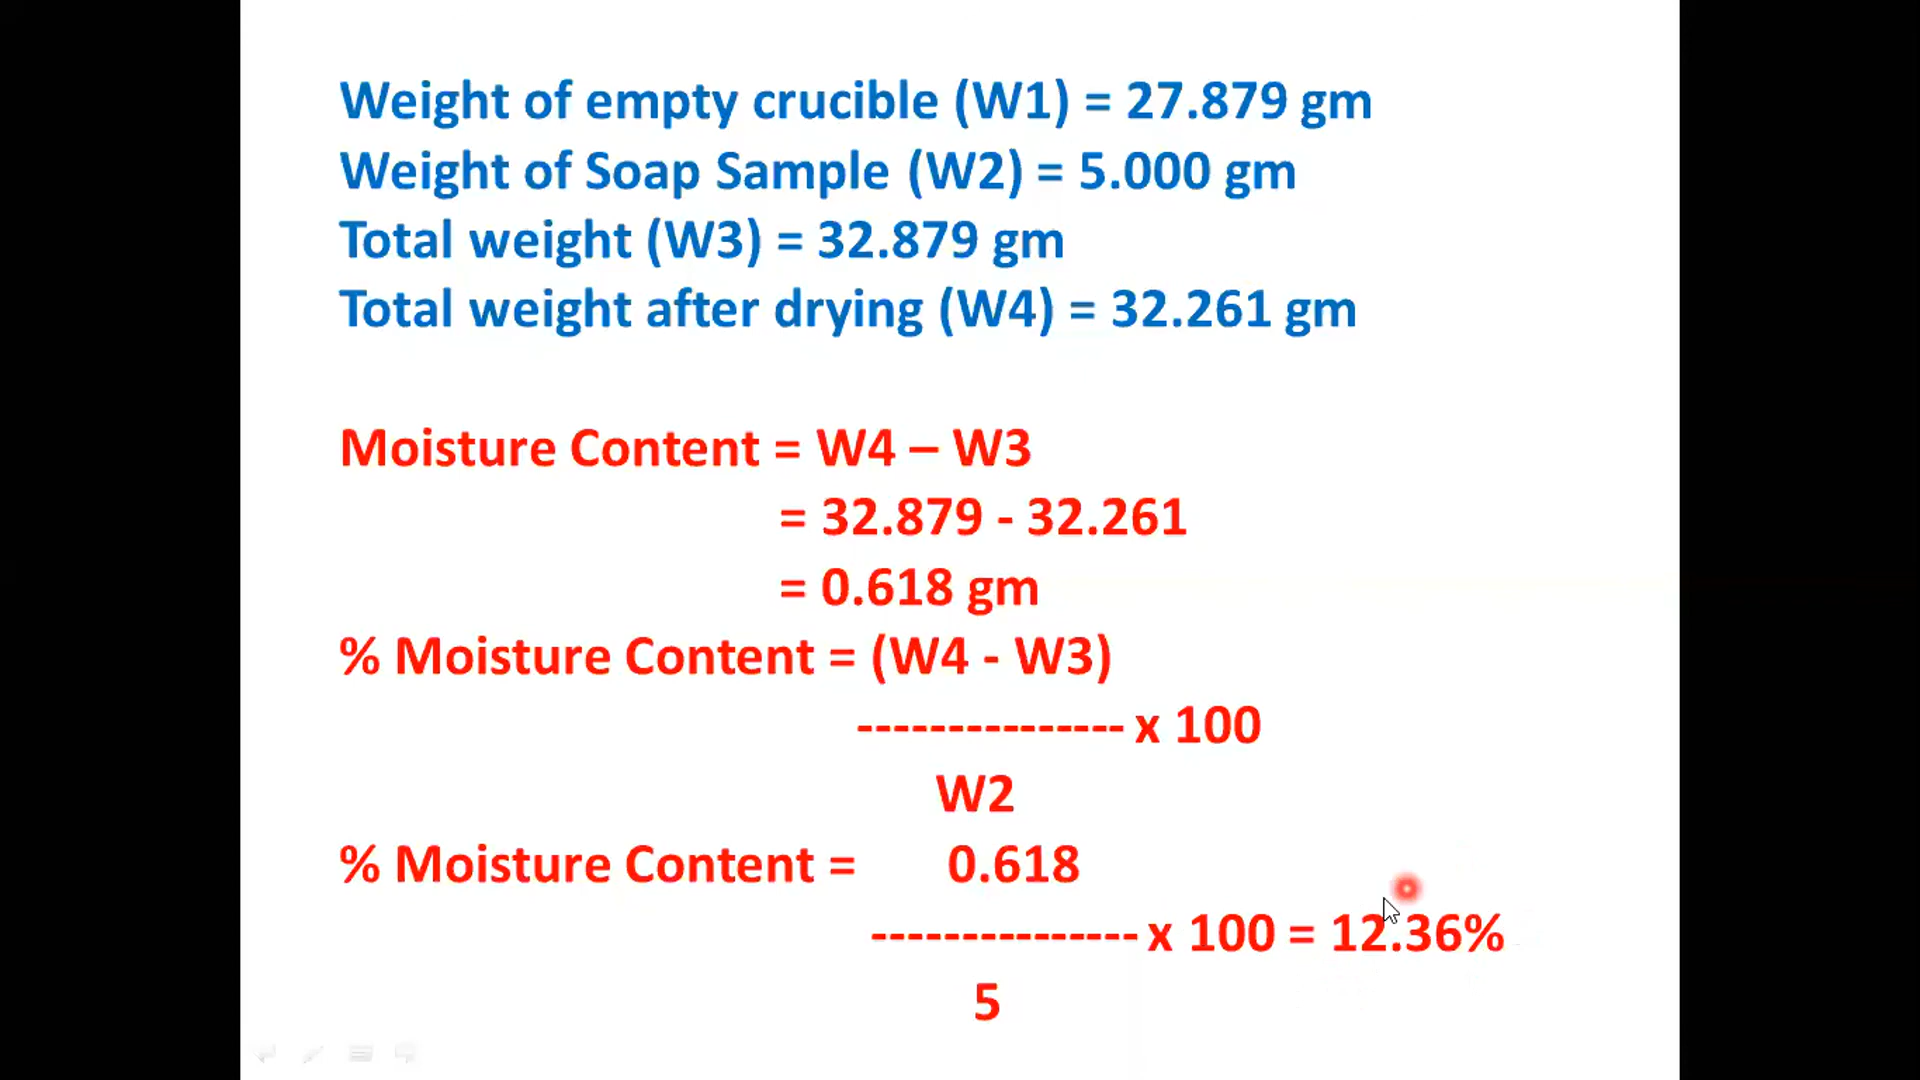 Weight of empty crucible (W1) = 27.879 gm
Weight of Soap Sample (W2) = 5.000 gm
Total weight (W3) = 32.879 gm
Total weight after drying (W4) = 32.261 gm
Moisture Content = W4 – W3
= 32.879 - 32.261
= 0.618 gm
% Moisture Content = (W4 - W3)
--------------- x 100
W2
% Moisture Content = 0.618
--------------- x 100 = 12.36%
5